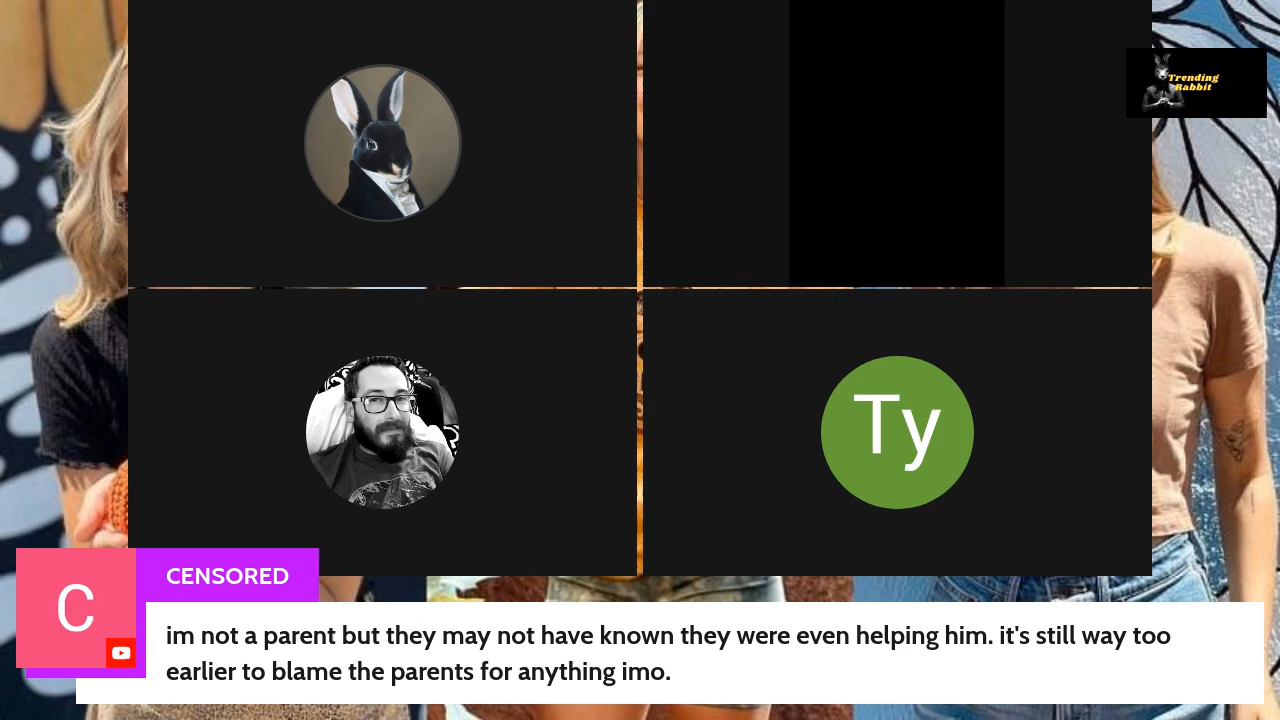 Trending
Rabbit
Ty
C
CENSORED
im not a parent but they may not have known they were even helping him. it's still way too
earlier to blame the parents for anything imo.